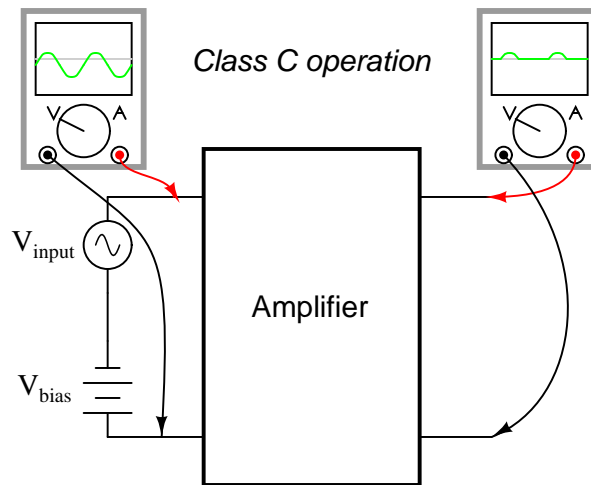 Class C operation
V A
V A
V_input
Amplifier
V_bias